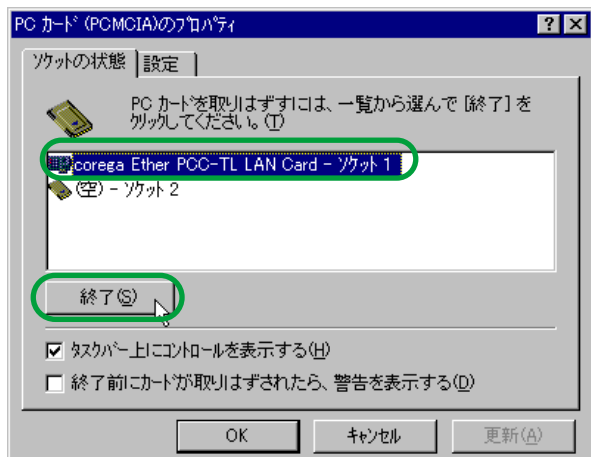 PC ｶｰﾄﾞ (PCMCIA)のﾌﾟﾛﾊﾟﾃｨ
ｿｹｯﾄの状態
設定
PC ｶｰﾄﾞを取りはずすには、一覧から選んで [終了] を
ｸﾘｯｸしてください。(T)
corega Ether PCC-TL LAN Card - ｿｹｯﾄ 1
(空) - ｿｹｯﾄ 2
終了(S)
ﾀｽｸﾊﾞｰ上にｺﾝﾄﾛｰﾙを表示する(H)
終了前にｶｰﾄﾞが取りはずされたら、警告を表示する(D)
OK
ｷｬﾝｾﾙ
更新(A)